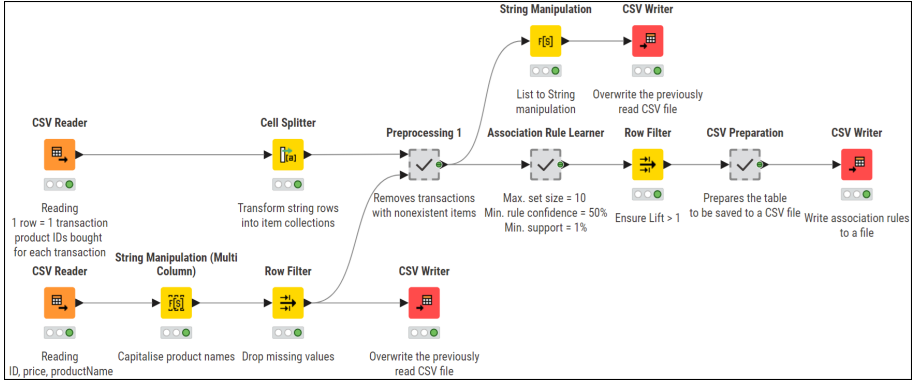 String Manipulation
CSV Writer
F[S]
List to String
manipulation
Overwrite the previously
read CSV file
CSV Reader
Cell Splitter
Preprocessing 1
Association Rule Learner
Row Filter
CSV Preparation
CSV Writer
[a]
Reading
1 row = 1 transaction
product IDs bought
for each transaction
Transform string rows
into item collections
Removes transactions
with nonexistent items
Max. set size = 10
Min. rule confidence = 50%
Min. support = 1%
Ensure Lift > 1
Prepares the table
to be saved to a CSV file
Write association rules
to a file
CSV Reader
String Manipulation (Multi
Column)
Row Filter
CSV Writer
F[S]
Reading
ID, price, productName
Capitalise product names
Drop missing values
Overwrite the previously
read CSV file